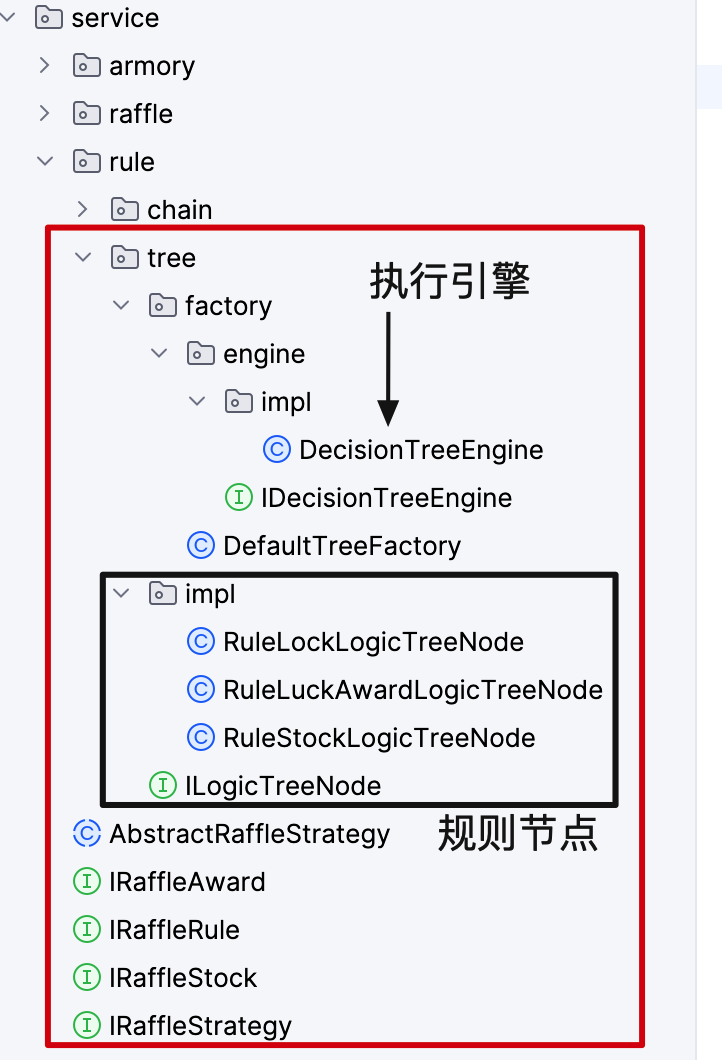 service
armory
raffle
rule
chain
tree
执行引擎
factory
engine
impl
DecisionTreeEngine
IDecisionTreeEngine
DefaultTreeFactory
impl
RuleLockLogicTreeNode
RuleLuckAwardLogicTreeNode
RuleStockLogicTreeNode
ILogicTreeNode
AbstractRaffleStrategy
规则节点
IRaffleAward
IRaffleRule
IRaffleStock
IRaffleStrategy